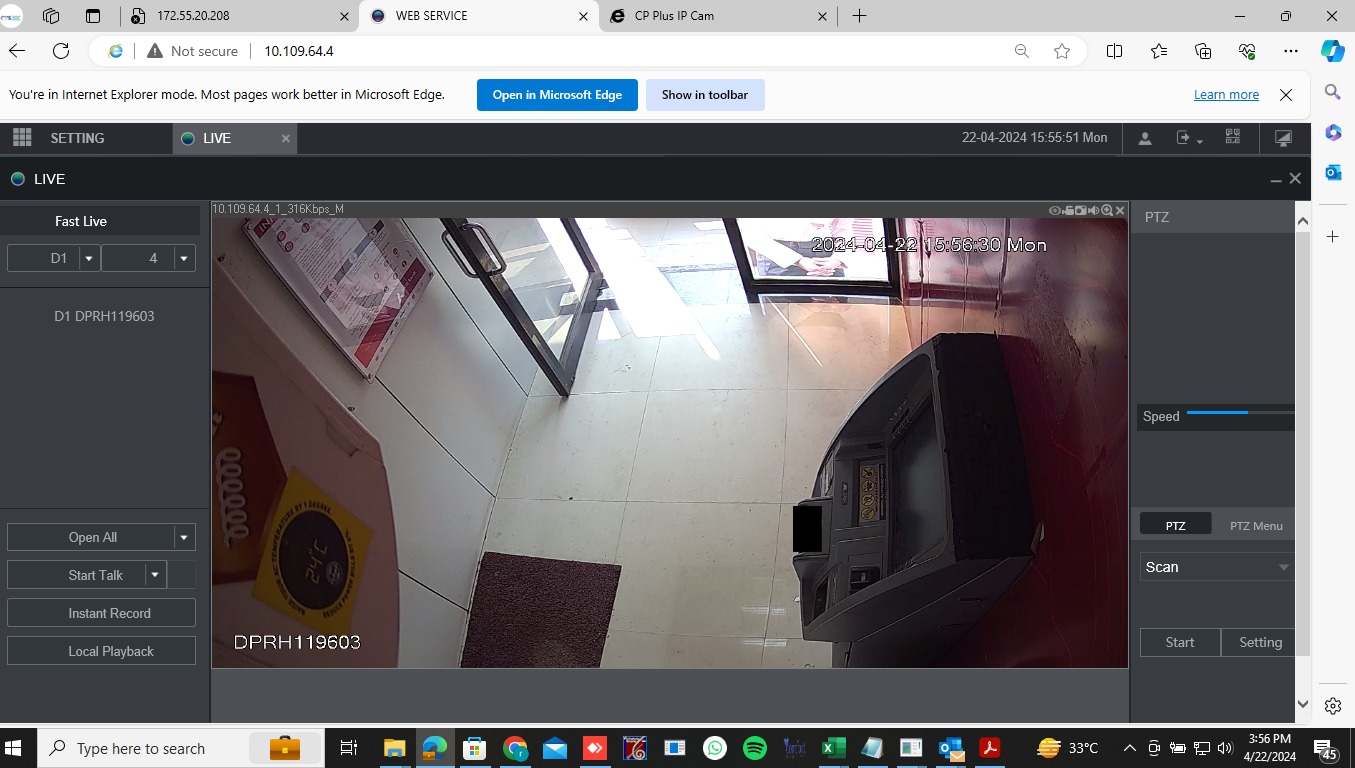 172.55.20.208
WEB SERVICE
CP Plus IP Cam
Not secure
10.109.64.4
You're in Internet Explorer mode. Most pages work better in Microsoft Edge.
Open in Microsoft Edge
Show in toolbar
Learn more
SETTING
LIVE
22-04-2024 15:55:51 Mon
LIVE
Fast Live
10.109.64.4_1_316Kbps_M
PTZ
2024-04-22 15:56:30 Mon
D1
4
D1 DPRH119603
Speed
PTZ
PTZ Menu
Open All
Scan
Start Talk
24°C
Instant Record
DPRH119603
Start
Setting
Local Playback
Type here to search
33°C
3:56 PM
4/22/2024
45